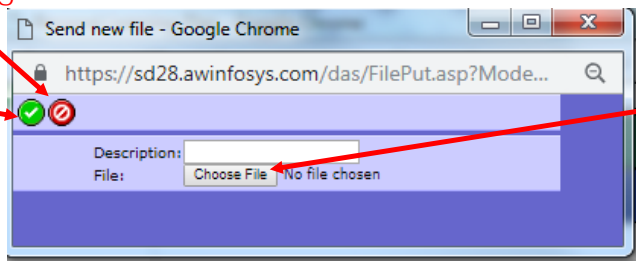 Send new file - Google Chrome
https://sd28.awinfosys.com/das/FilePut.asp?Mode...
Description:
File: Choose File No file chosen